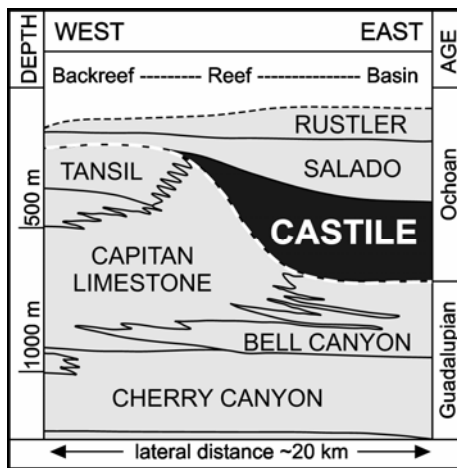 DEPTH
WEST
EAST
AGE
Backreef --------- Reef --------- Basin
RUSTLER
TANSIL
SALADO
500 m
CASTILE
Ochoan
CAPITAN
LIMESTONE
BELL CANYON
1000 m
CHERRY CANYON
Guadalupian
lateral distance ~20 km